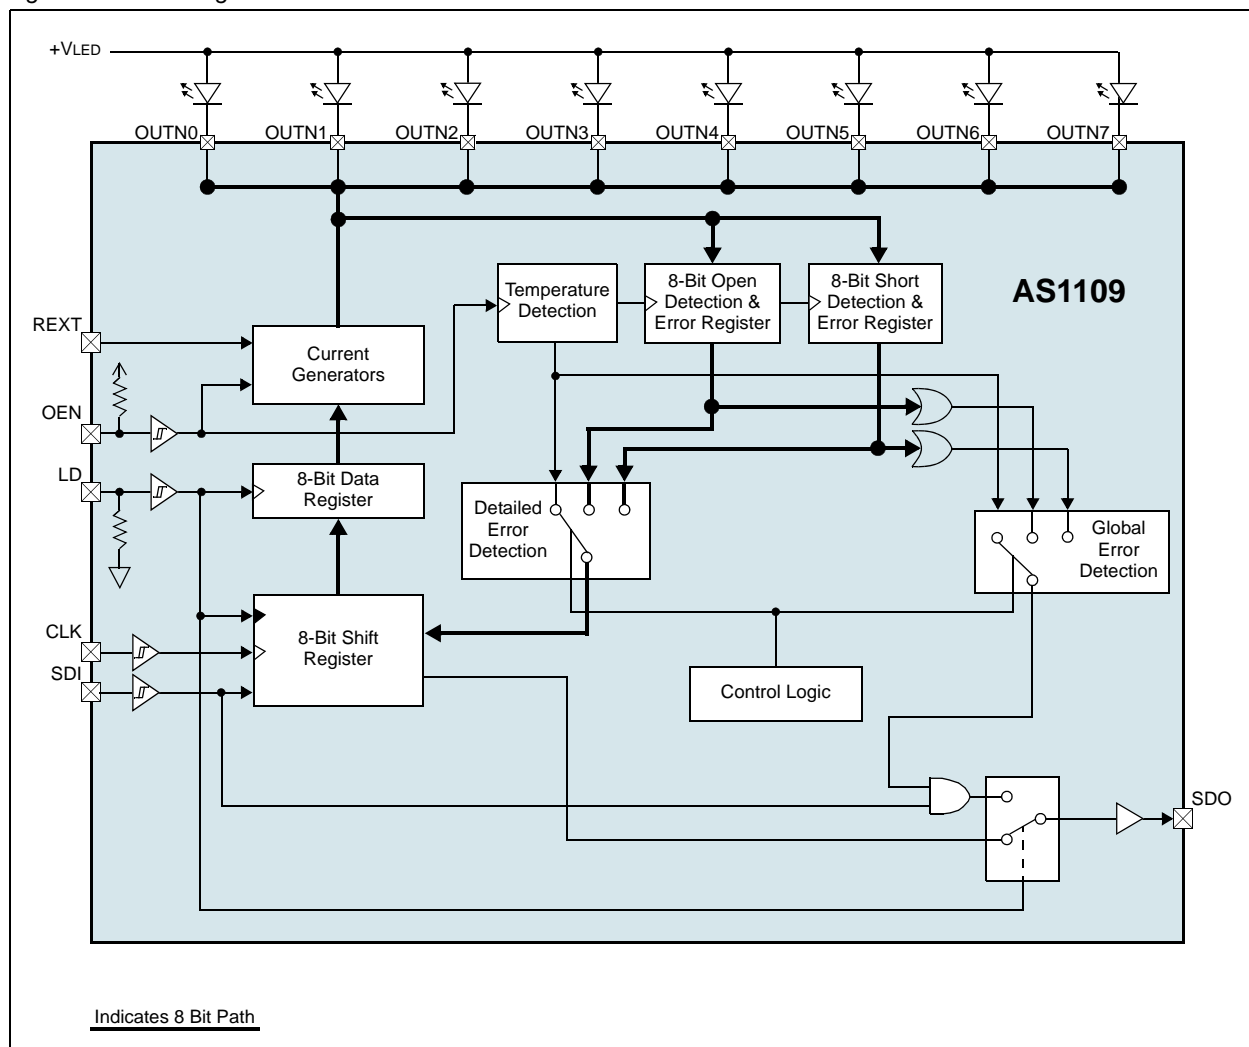 +VLED
OUTN0 OUTN1 OUTN2 OUTN3 OUTN4 OUTN5 OUTN6 OUTN7
AS1109
Temperature
Detection
8-Bit Open
Detection &
Error Register
8-Bit Short
Detection &
Error Register
REXT
Current
Generators
OEN
LD
8-Bit Data
Register
Detailed
Error
Detection
Global
Error
Detection
CLK
SDI
8-Bit Shift
Register
Control Logic
SDO
Indicates 8 Bit Path